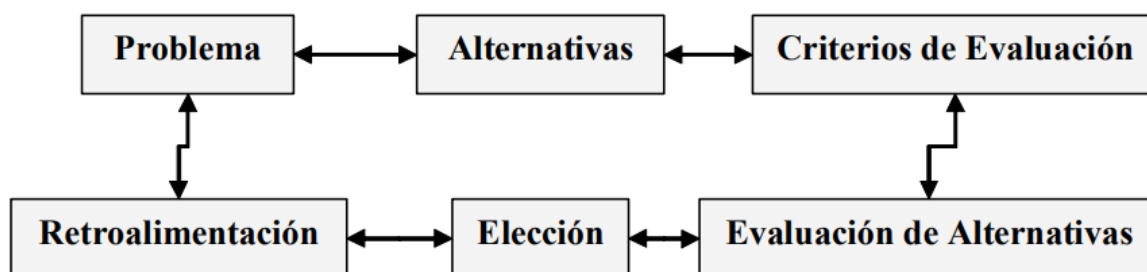 Problema
Alternativas
Criterios de Evaluación
Retroalimentación
Elección
Evaluación de Alternativas